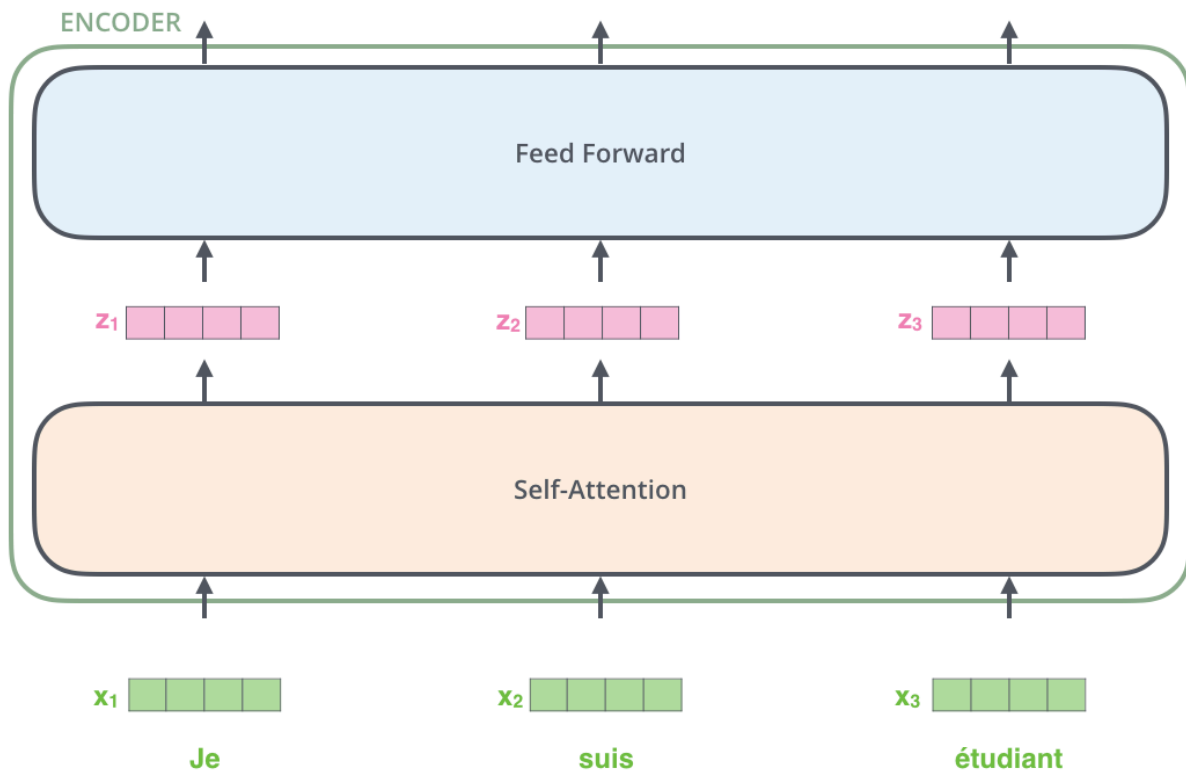 ENCODER
Feed Forward
z1 z2 z3
Self-Attention
x1 x2 x3
Je suis étudiant